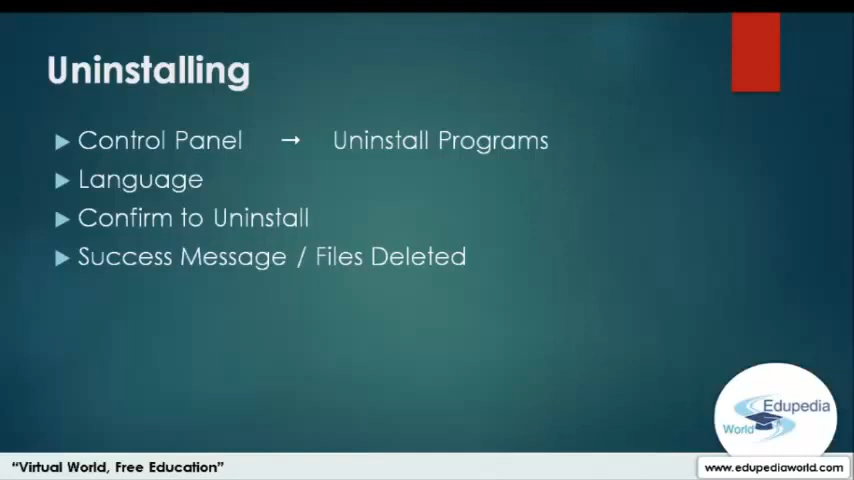 Uninstalling
Control Panel → Uninstall Programs
Language
Confirm to Uninstall
Success Message / Files Deleted
Edupedia
World
“Virtual World, Free Education”
www.edupediaworld.com